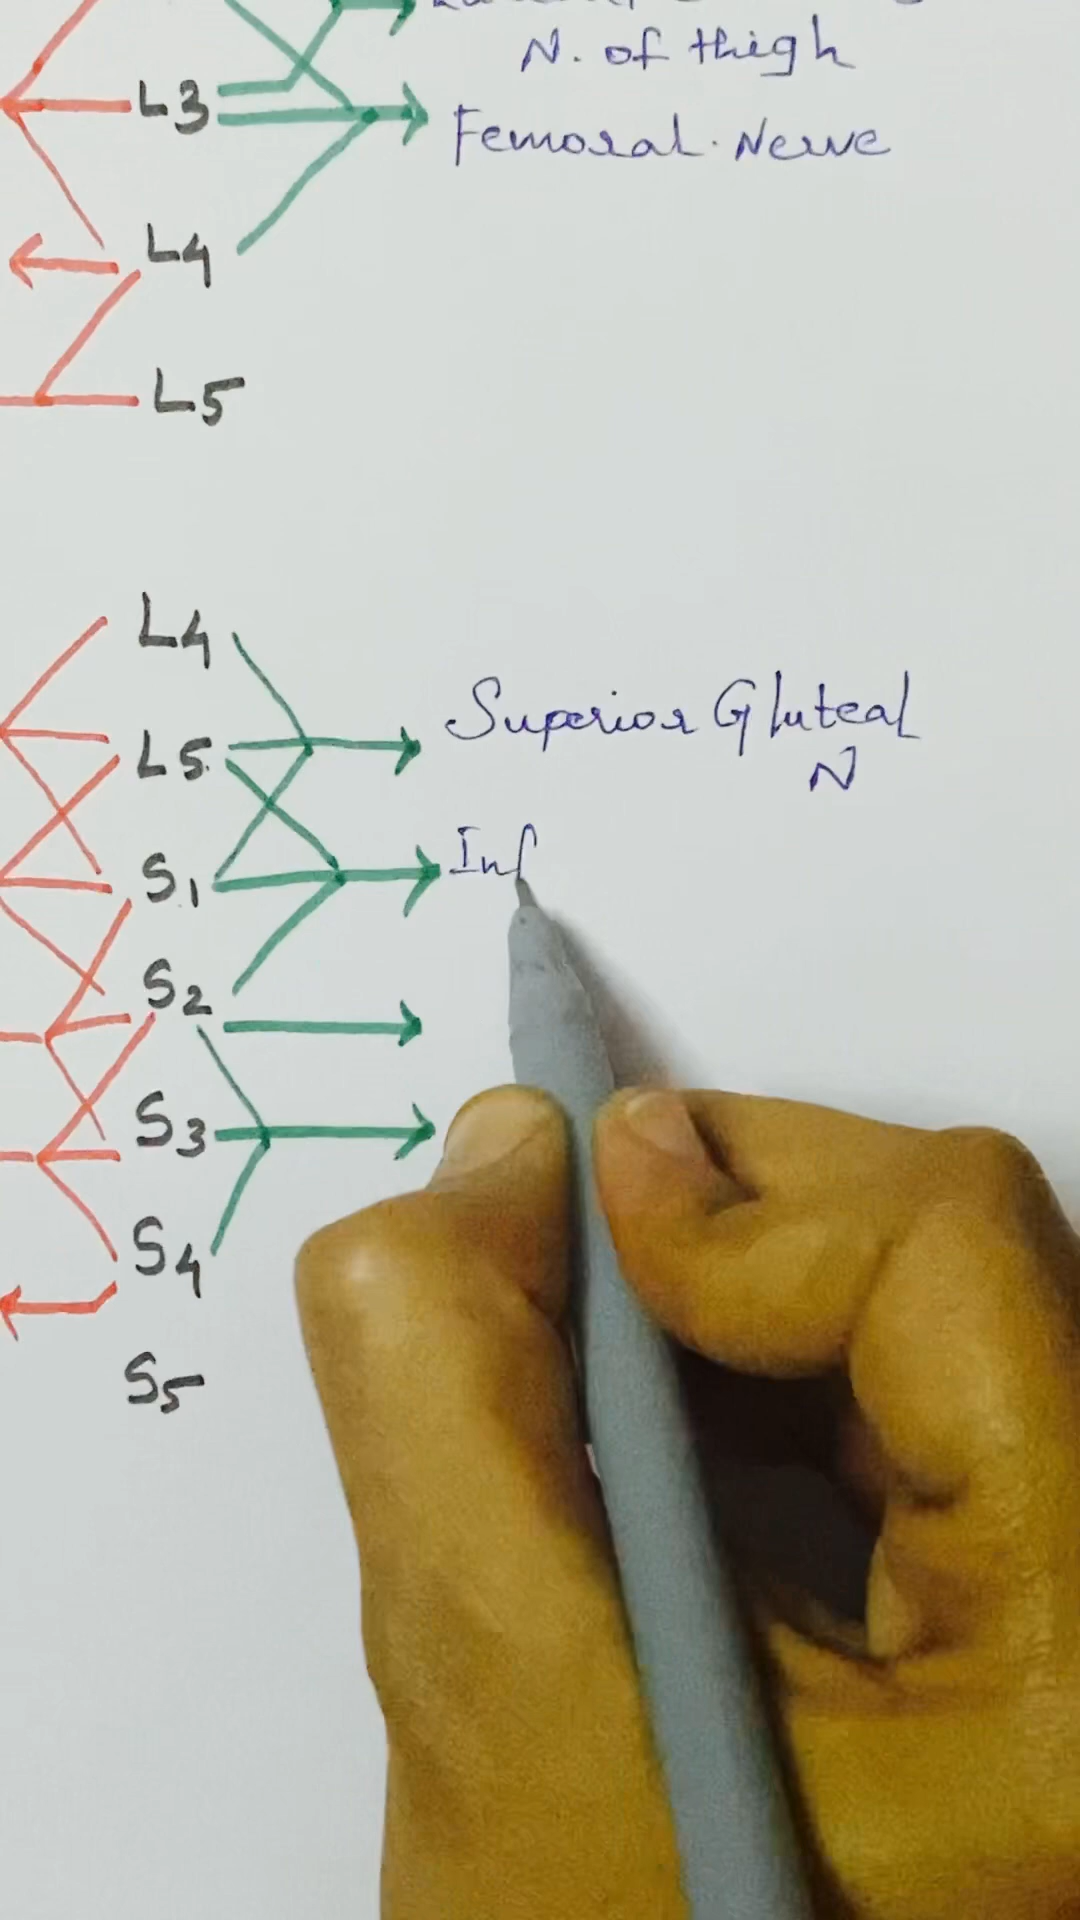 N. of thigh
L3
Femoral. Nerve
L4
L5
L4
Superior Gluteal
L5
N
Inf
S1
S2
S3
S4
S5